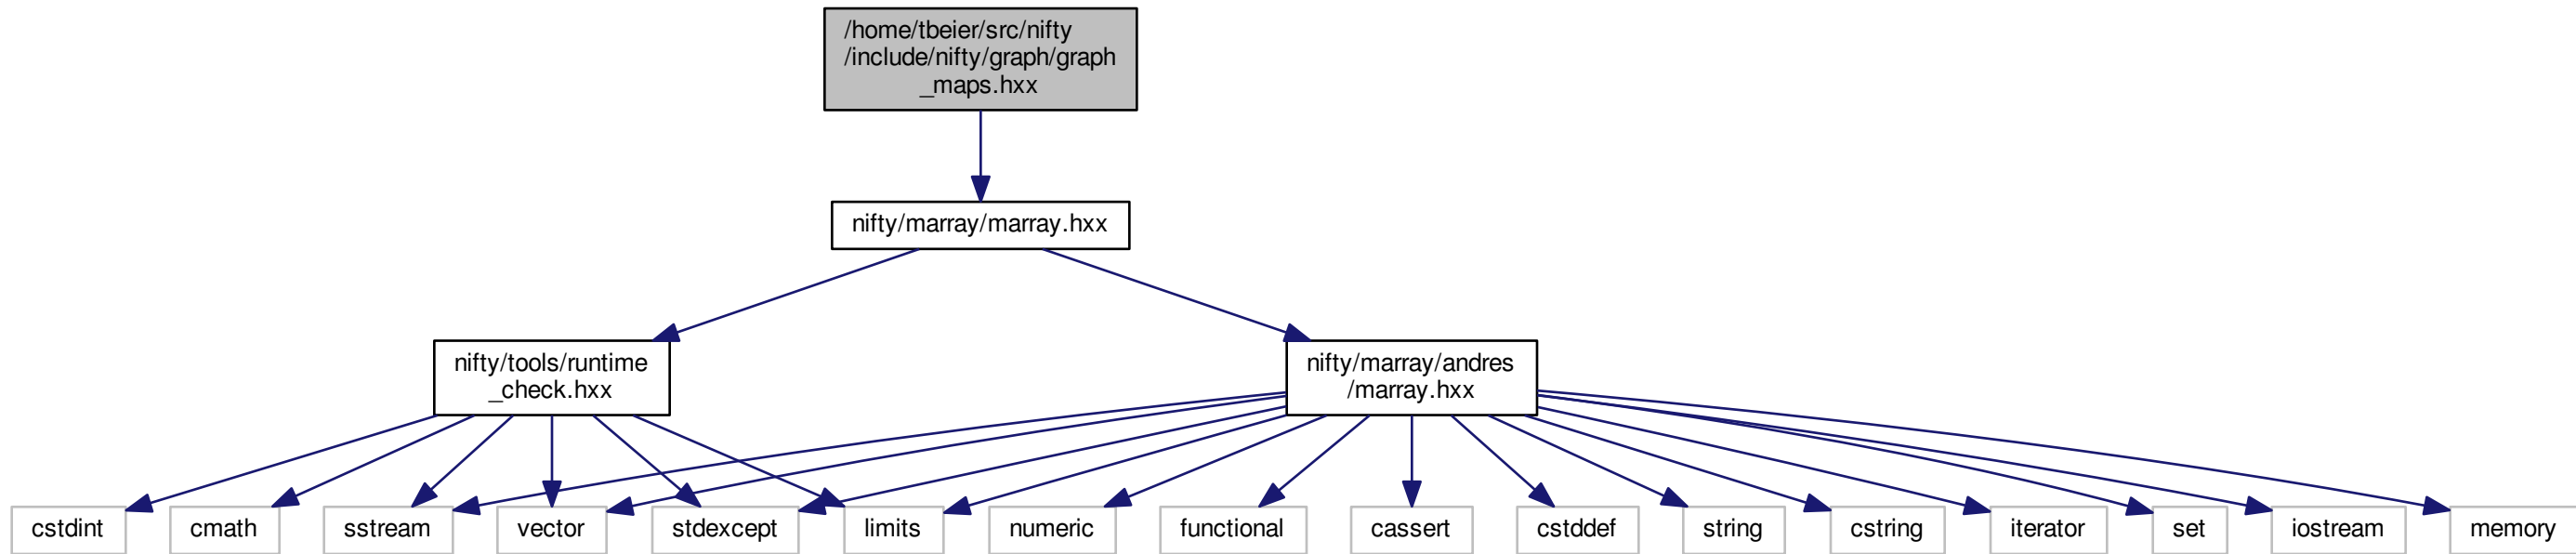 /home/tbeier/src/nifty
/include/nifty/graph/graph
_maps.hxx
nifty/marray/marray.hxx
nifty/tools/runtime
_check.hxx
nifty/marray/andres
/marray.hxx
cstdint
cmath
sstream
vector
stdexcept
limits
numeric
functional
cassert
cstddef
string
cstring
iterator
set
iostream
memory